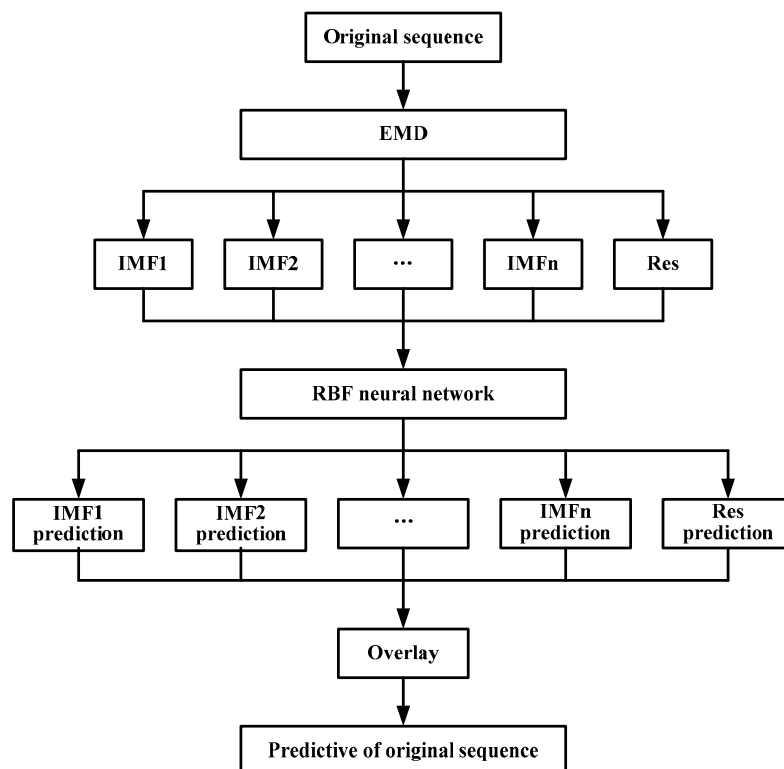 Original sequence
EMD
IMF1
IMF2
...
IMFn
Res
RBF neural network
IMF1
prediction
IMF2
prediction
...
IMFn
prediction
Res
prediction
Overlay
Predictive of original sequence